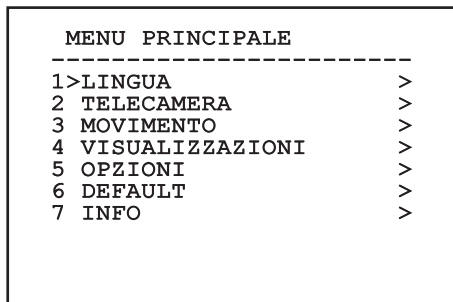 MENU PRINCIPALE
------------------------
1>LINGUA >
2 TELECAMERA >
3 MOVIMENTO >
4 VISUALIZZAZIONI >
5 OPZIONI >
6 DEFAULT >
7 INFO >